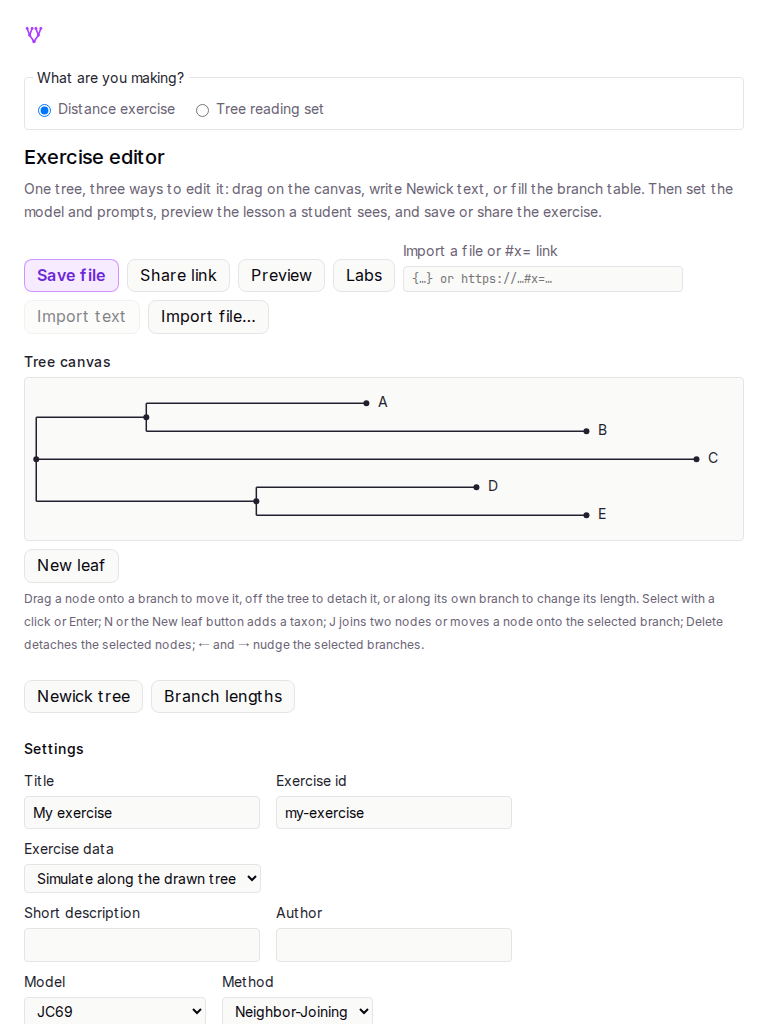 What are you making?
Distance exercise Tree reading set
Exercise editor
One tree, three ways to edit it: drag on the canvas, write Newick text, or fill the branch table. Then set the
model and prompts, preview the lesson a student sees, and save or share the exercise.
Import a file or #x= link
Save file Share link Preview Labs {…} or https://…#x=…
Import text Import file…
Tree canvas
A
B
C
D
E
New leaf
Drag a node onto a branch to move it, off the tree to detach it, or along its own branch to change its length. Select with a
click or Enter; N or the New leaf button adds a taxon; J joins two nodes or moves a node onto the selected branch; Delete
detaches the selected nodes; ← and → nudge the selected branches.
Newick tree Branch lengths
Settings
Title Exercise id
My exercise my-exercise
Exercise data
Simulate along the drawn tree
Short description Author
Model Method
JC69 Neighbor-Joining